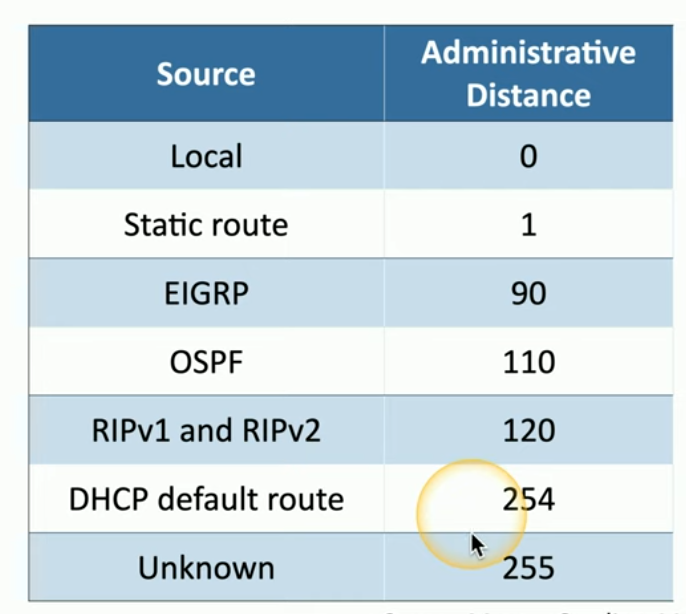 Source Administrative
Distance
Local 0
Static route 1
EIGRP 90
OSPF 110
RIPv1 and RIPv2 120
DHCP default route 254
Unknown 255